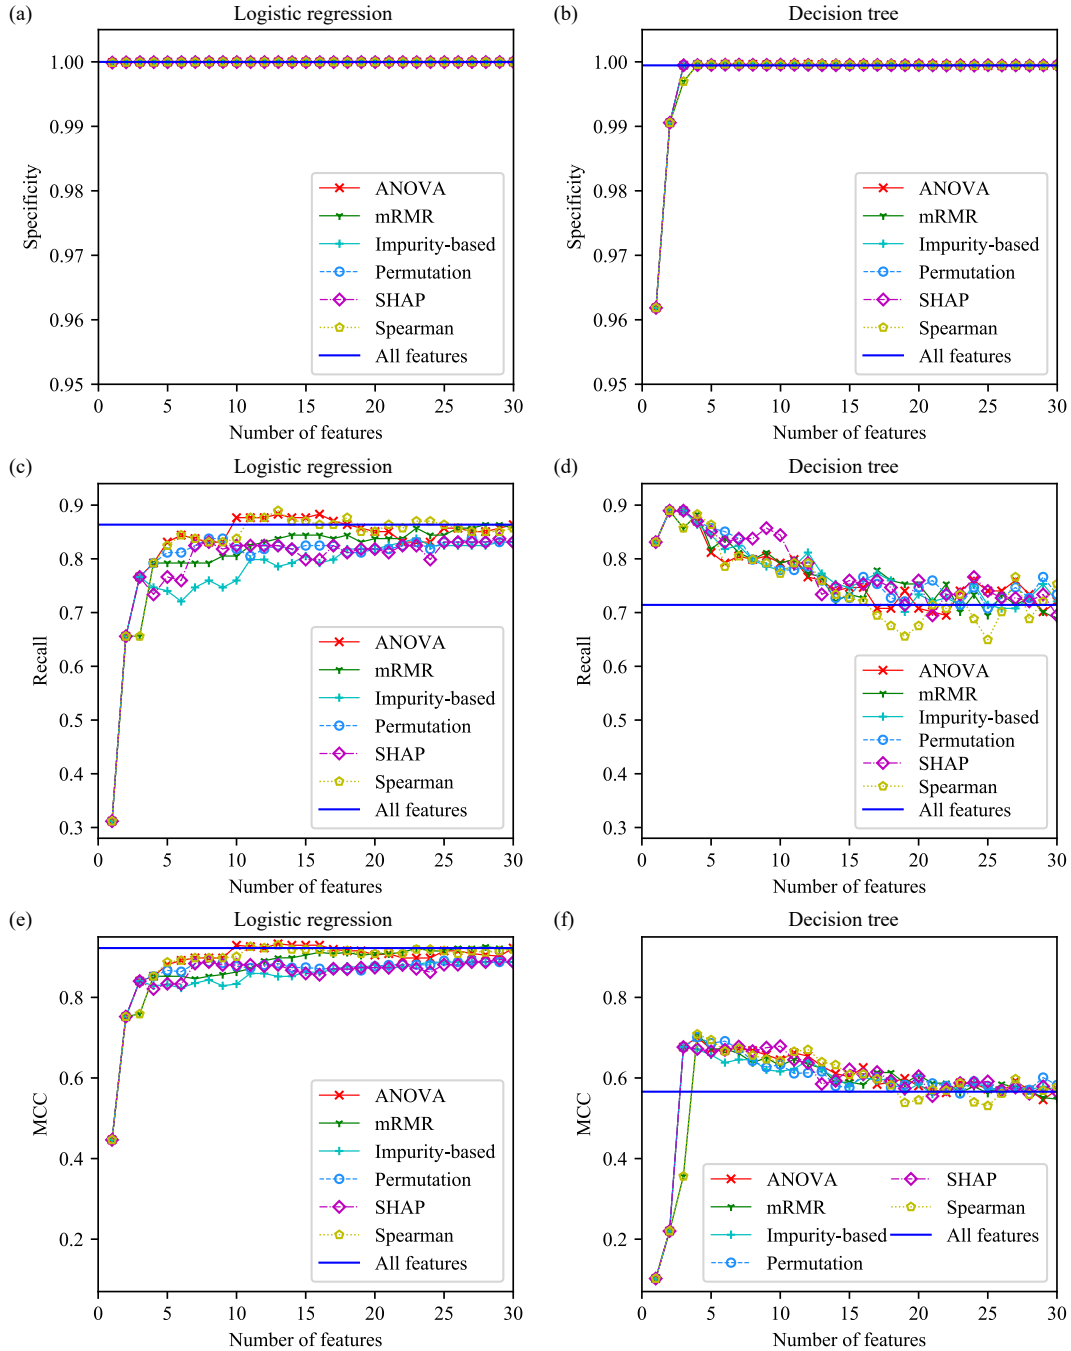 (a)
Logistic regression
1.00
0.99
0.98
0.97
0.96
0.95
Specificity
ANOVA
mRMR
Impurity-based
Permutation
SHAP
Spearman
All features
0 5 10 15 20 25 30
Number of features
(b)
Decision tree
1.00
0.99
0.98
0.97
0.96
0.95
Specificity
ANOVA
mRMR
Impurity-based
Permutation
SHAP
Spearman
All features
0 5 10 15 20 25 30
Number of features
(c)
Logistic regression
0.9
0.8
0.7
0.6
0.5
0.4
0.3
Recall
ANOVA
mRMR
Impurity-based
Permutation
SHAP
Spearman
All features
0 5 10 15 20 25 30
Number of features
(d)
Decision tree
0.9
0.8
0.7
0.6
0.5
0.4
0.3
Recall
ANOVA
mRMR
Impurity-based
Permutation
SHAP
Spearman
All features
0 5 10 15 20 25 30
Number of features
(e)
Logistic regression
0.8
0.6
0.4
0.2
MCC
ANOVA
mRMR
Impurity-based
Permutation
SHAP
Spearman
All features
0 5 10 15 20 25 30
Number of features
(f)
Decision tree
0.8
0.6
0.4
0.2
MCC
ANOVA
mRMR
Impurity-based
Permutation
SHAP
Spearman
All features
0 5 10 15 20 25 30
Number of features